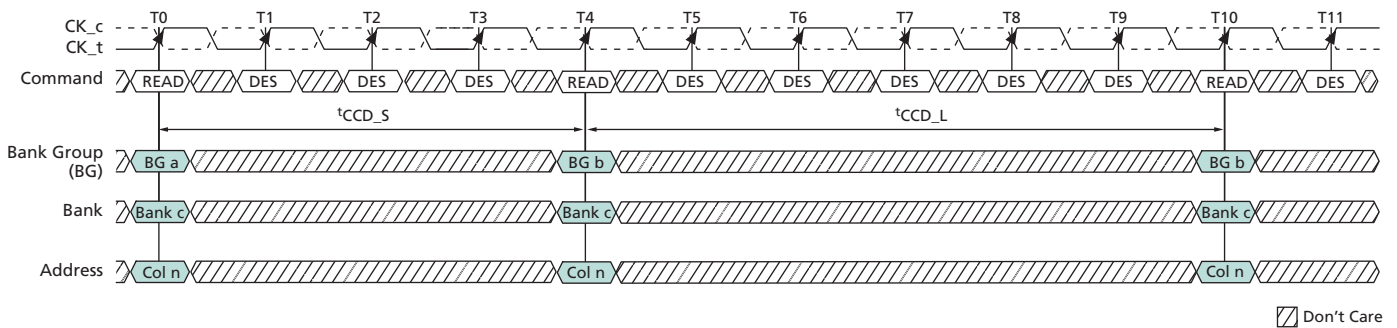 T0 T1 T2 T3 T4 T5 T6 T7 T8 T9 T10 T11
CK_c
CK_t
Command READ DES DES DES READ DES DES DES DES DES READ DES
tCCD_S tCCD_L
Bank Group
(BG)
BG a BG b BG b
Bank Bank c Bank c Bank c
Address Col n Col n Col n
Don't Care